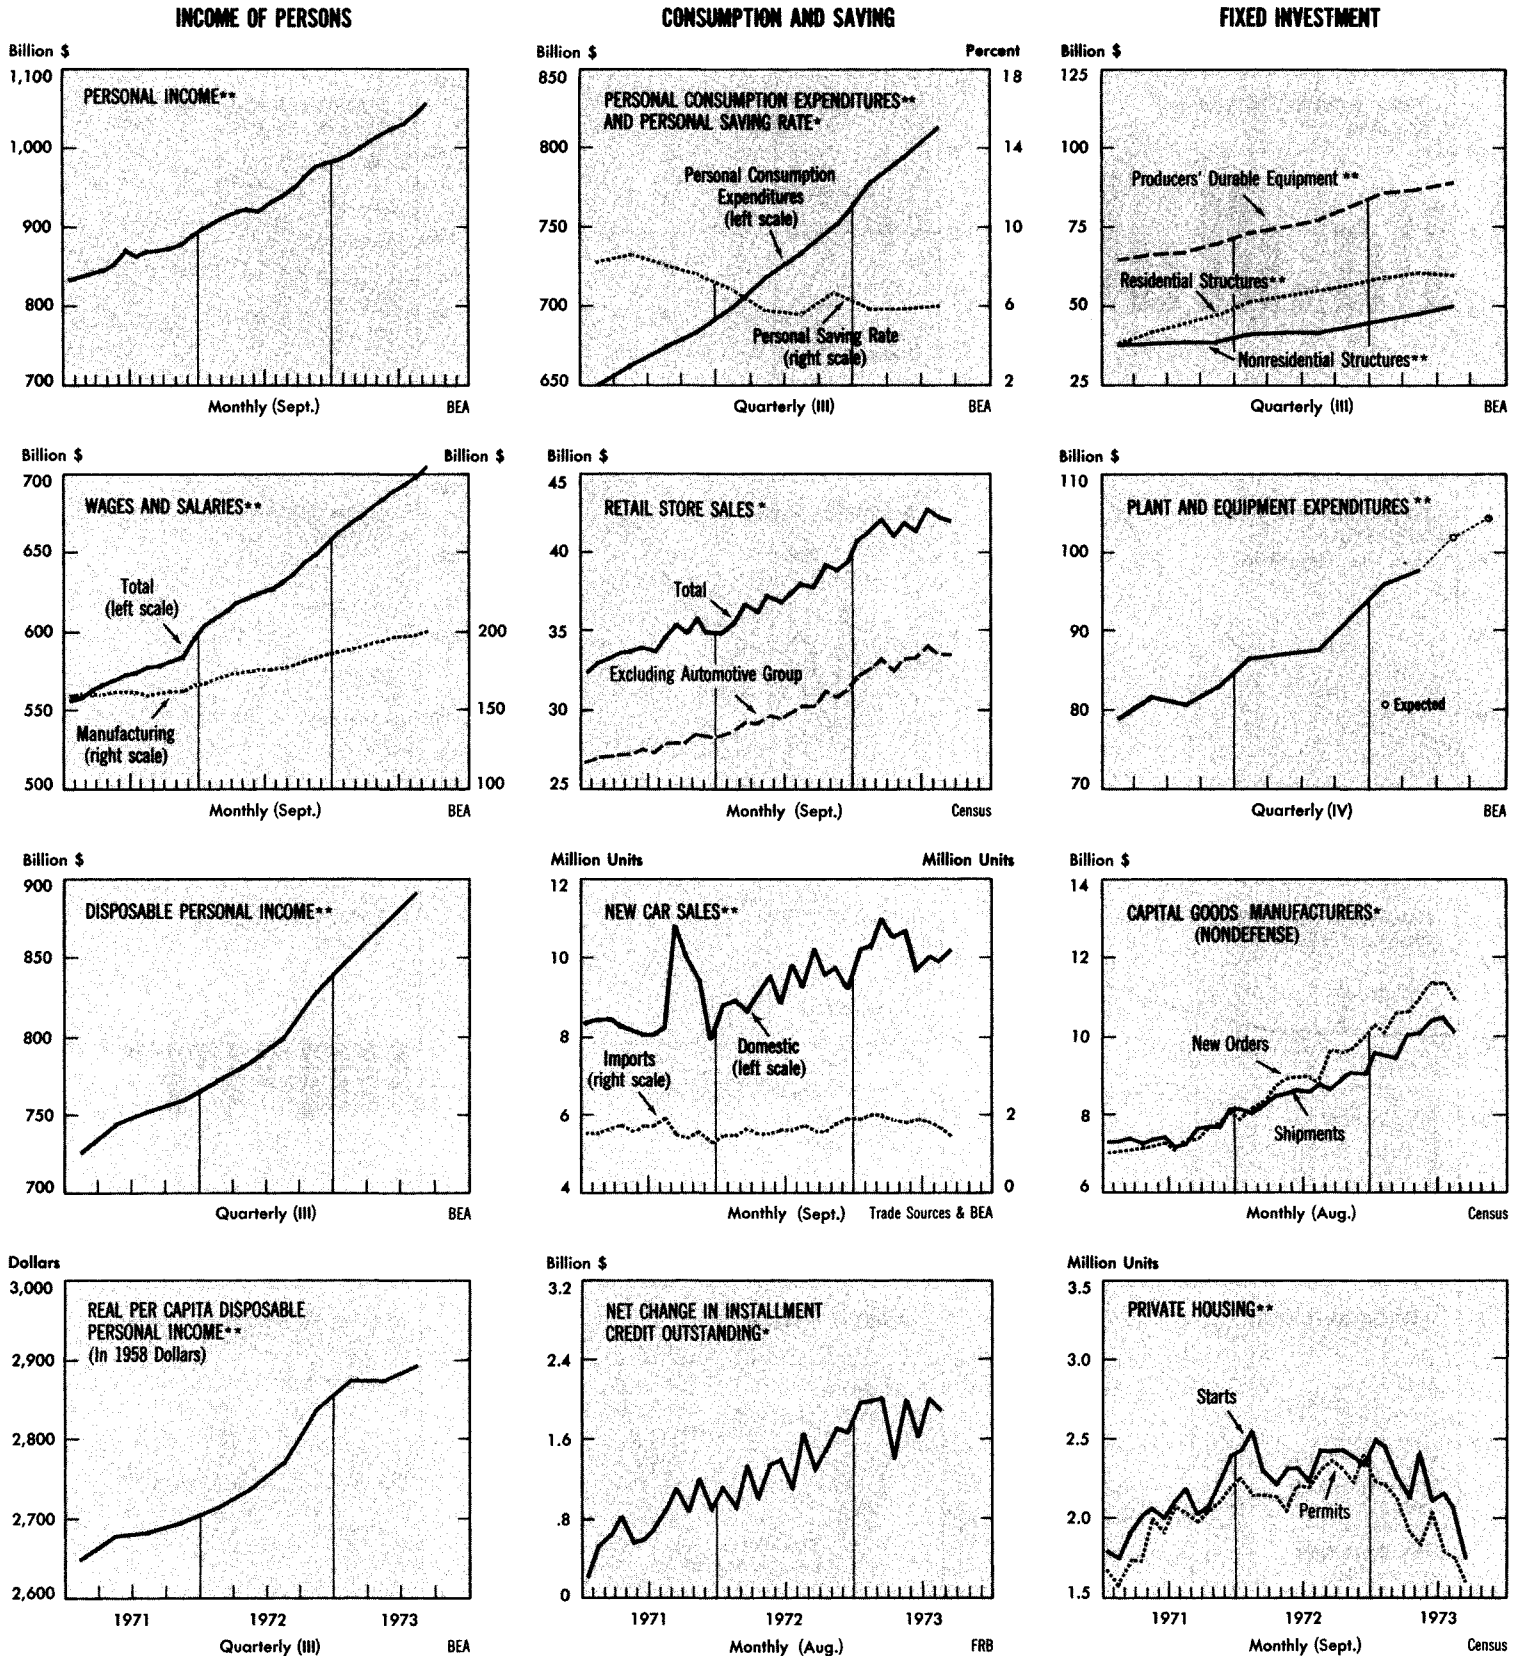 INCOME OF PERSONS
Billion $
1,100
1,000
900
800
700
PERSONAL INCOME**
Monthly (Sept.)
BEA
Billion $
700
650
600
550
500
Billion $
200
150
100
WAGES AND SALARIES**
Total
(left scale)
Manufacturing
(right scale)
Monthly (Sept.)
BEA
Billion $
900
850
800
750
700
DISPOSABLE PERSONAL INCOME**
Quarterly (III)
BEA
Dollars
3,000
2,900
2,800
2,700
2,600
REAL PER CAPITA DISPOSABLE
PERSONAL INCOME**
(In 1958 Dollars)
1971
1972
1973
Quarterly (III)
BEA
CONSUMPTION AND SAVING
Billion $
850
800
750
700
650
Percent
18
14
10
6
2
PERSONAL CONSUMPTION EXPENDITURES**
AND PERSONAL SAVING RATE*
Personal Consumption
Expenditures
(left scale)
Personal Saving Rate
(right scale)
Quarterly (III)
BEA
Billion $
45
40
35
30
25
RETAIL STORE SALES *
Total
Excluding Automotive Group
Monthly (Sept.)
Census
Million Units
12
10
8
6
4
Million Units
2
0
NEW CAR SALES**
Imports
(right scale)
Domestic
(left scale)
Monthly (Sept.)
Trade Sources & BEA
Billion $
3.2
2.4
1.6
.8
0
NET CHANGE IN INSTALLMENT
CREDIT OUTSTANDING*
1971
1972
1973
Monthly (Aug.)
FRB
FIXED INVESTMENT
Billion $
125
100
75
50
25
Producers' Durable Equipment **
Residential Structures**
Nonresidential Structures**
Quarterly (III)
BEA
Billion $
110
100
90
80
70
PLANT AND EQUIPMENT EXPENDITURES **
Expected
Quarterly (IV)
BEA
Billion $
14
12
10
8
6
CAPITAL GOODS MANUFACTURERS*
(NONDEFENSE)
New Orders
Shipments
Monthly (Aug.)
Census
Million Units
3.5
3.0
2.5
2.0
1.5
PRIVATE HOUSING**
Starts
Permits
1971
1972
1973
Monthly (Sept.)
Census